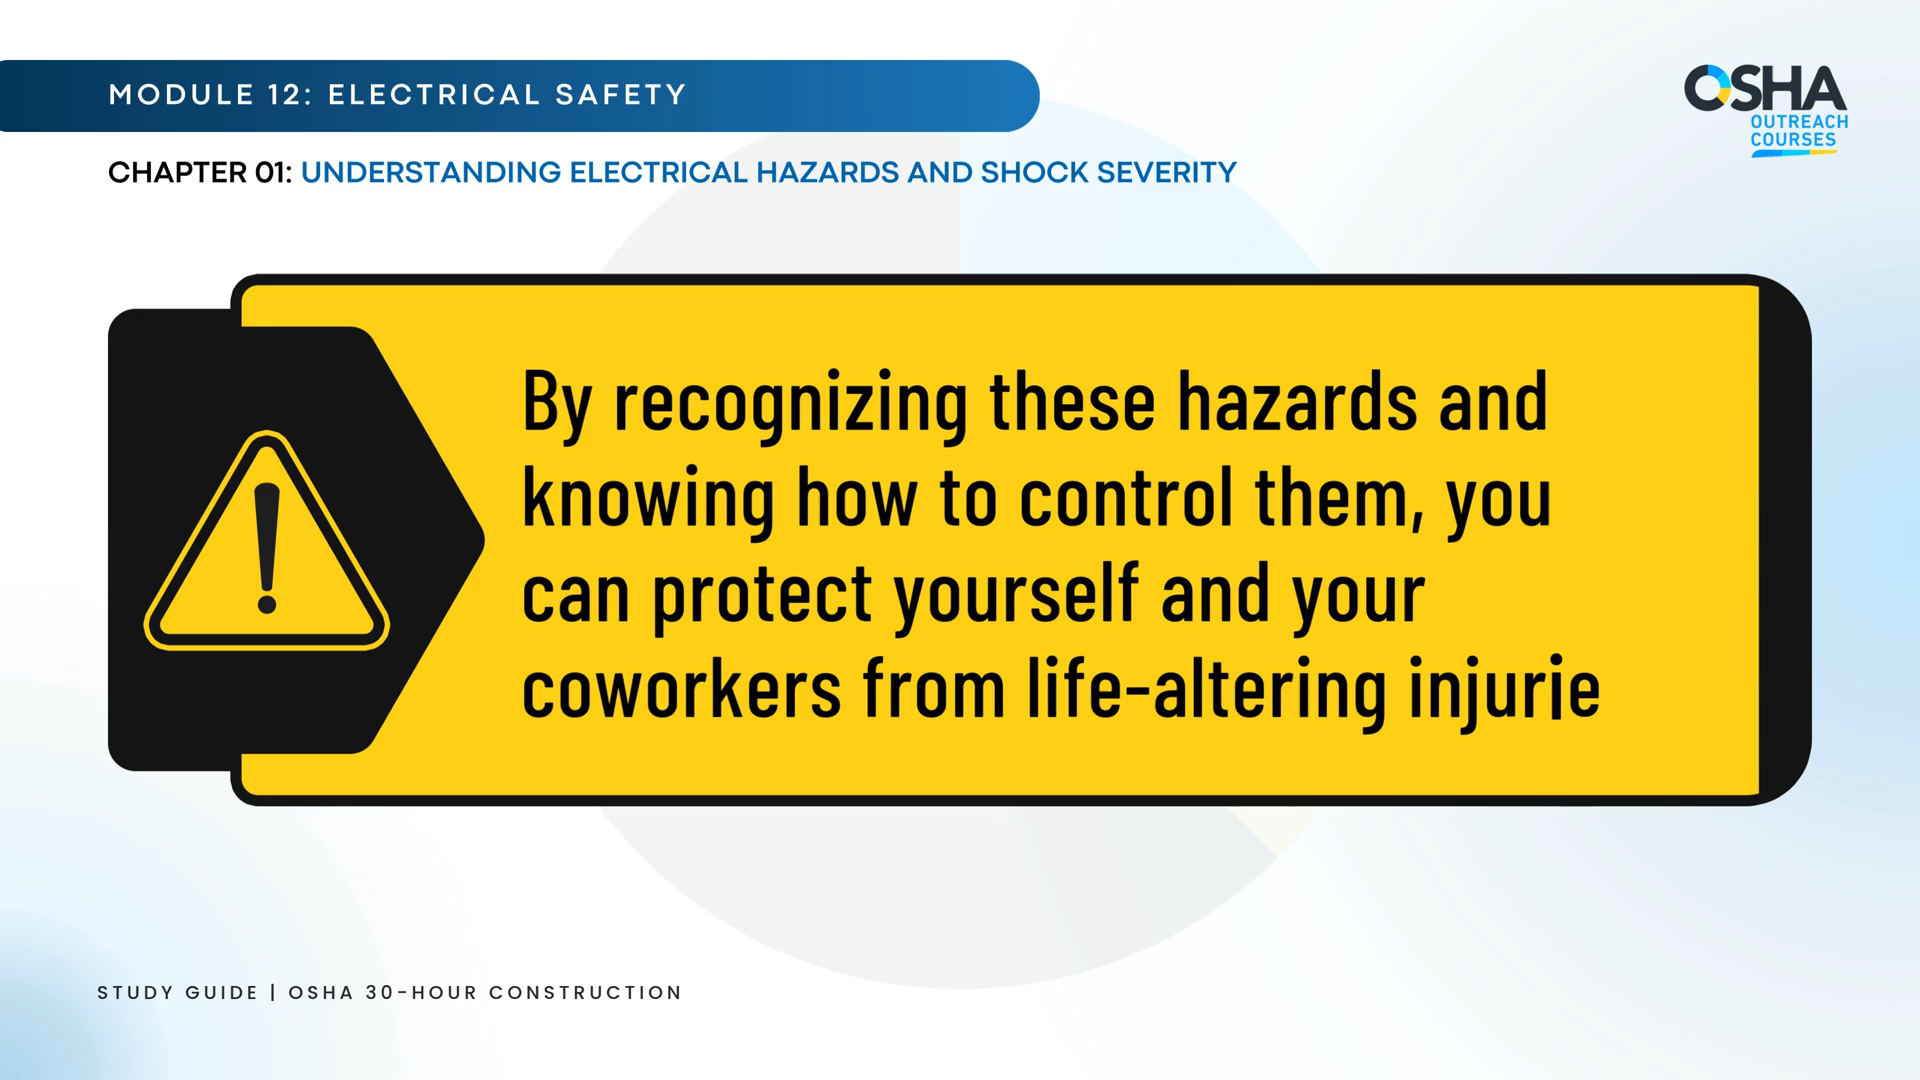 MODULE 12: ELECTRICAL SAFETY
OSHA
OUTREACH
COURSES
CHAPTER 01: UNDERSTANDING ELECTRICAL HAZARDS AND SHOCK SEVERITY
By recognizing these hazards and
knowing how to control them, you
can protect yourself and your
coworkers from life-altering injurie
STUDY GUIDE | OSHA 30-HOUR CONSTRUCTION